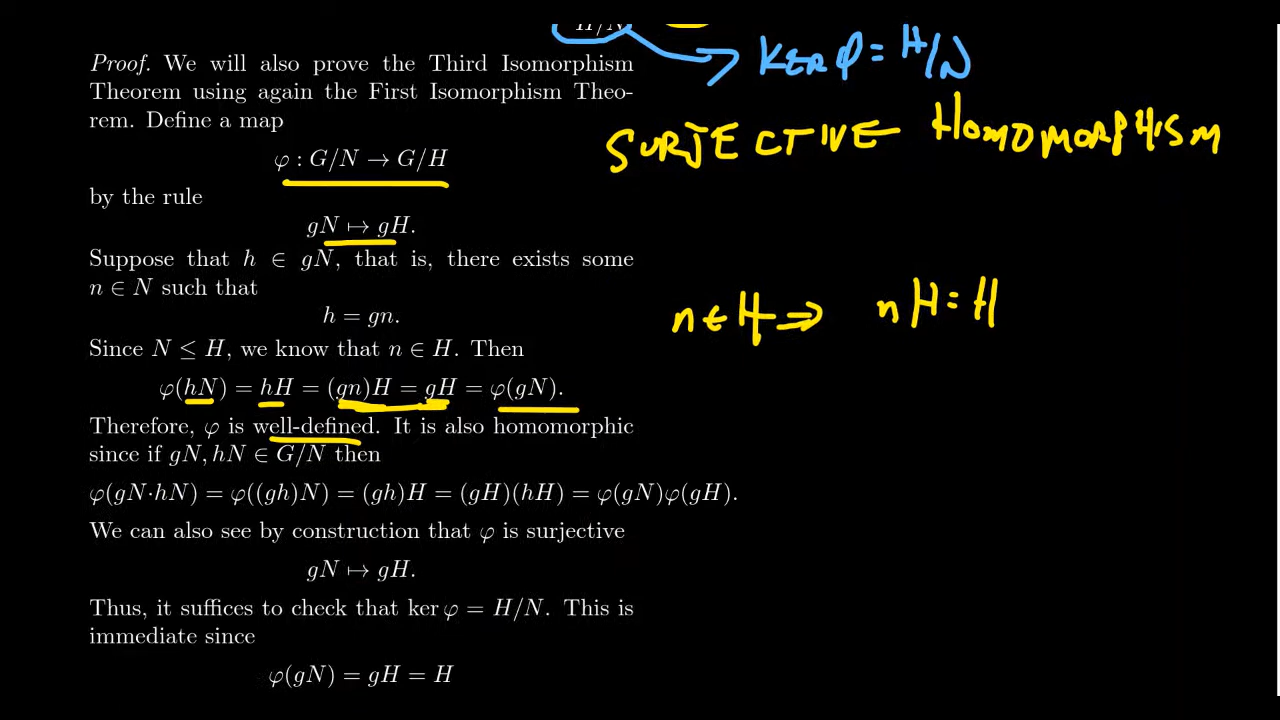 H/N
KER φ = H/N
Proof. We will also prove the Third Isomorphism
Theorem using again the First Isomorphism Theo-
rem. Define a map
SURJECTIVE HOMOMORPHISM
φ : G/N → G/H
by the rule
gN ↦ gH.
Suppose that h ∈ gN, that is, there exists some
n ∈ N such that
h = gn.
n ∈ H ⇒ nH = H
Since N ≤ H, we know that n ∈ H. Then
φ(hN) = hH = (gn)H = gH = φ(gN).
Therefore, φ is well-defined. It is also homomorphic
since if gN, hN ∈ G/N then
φ(gN·hN) = φ((gh)N) = (gh)H = (gH)(hH) = φ(gN)φ(gH).
We can also see by construction that φ is surjective
gN ↦ gH.
Thus, it suffices to check that ker φ = H/N. This is
immediate since
φ(gN) = gH = H